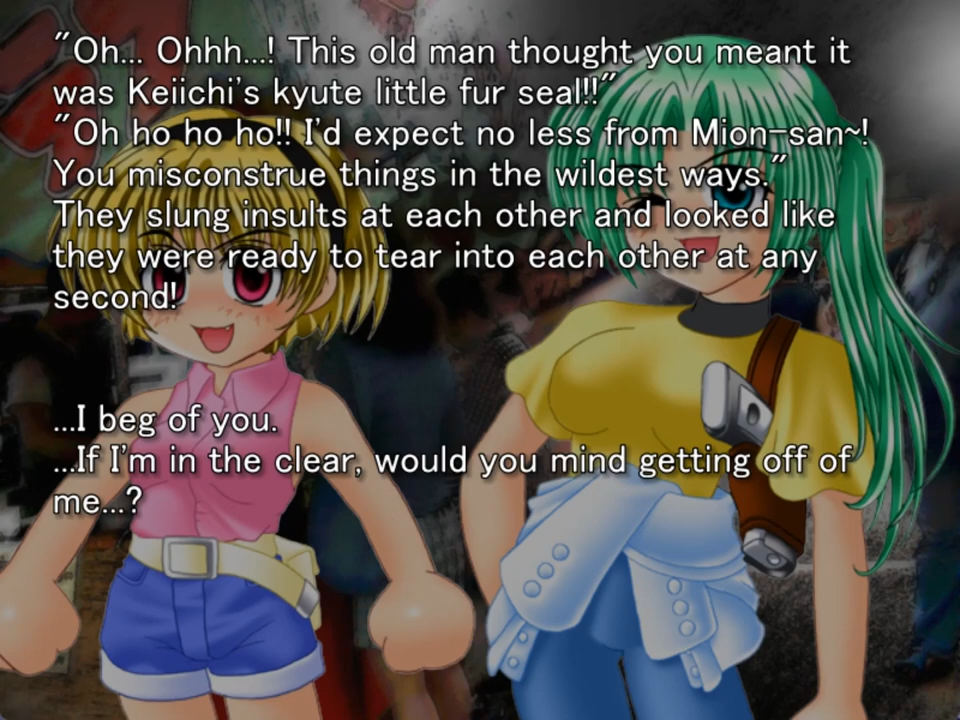 "Oh... Ohhh...! This old man thought you meant it
was Keiichi's kyute little fur seal!!"
"Oh ho ho ho!! I'd expect no less from Mion-san~!
You misconstrue things in the wildest ways."
They slung insults at each other and looked like
they were ready to tear into each other at any
second!
...I beg of you.
...If I'm in the clear, would you mind getting off of
me...?